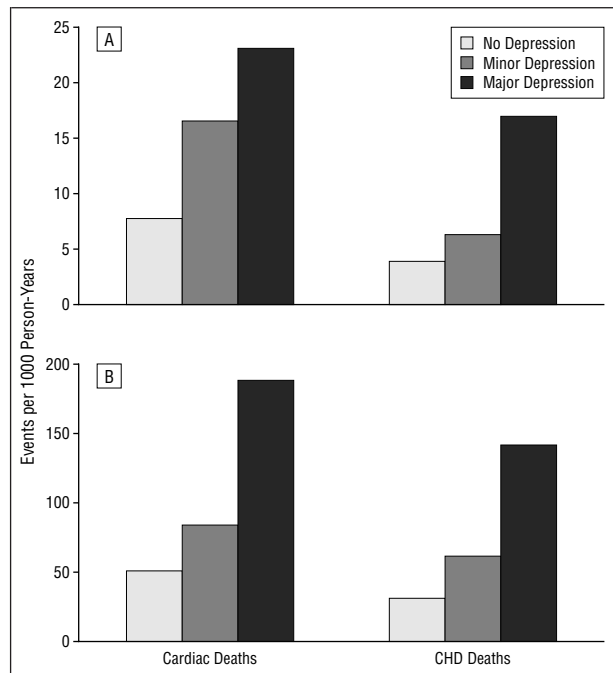 A
25
20
15
10
5
0
No Depression
Minor Depression
Major Depression
Events per 1000 Person-Years
B
200
150
100
50
0
Cardiac Deaths
CHD Deaths